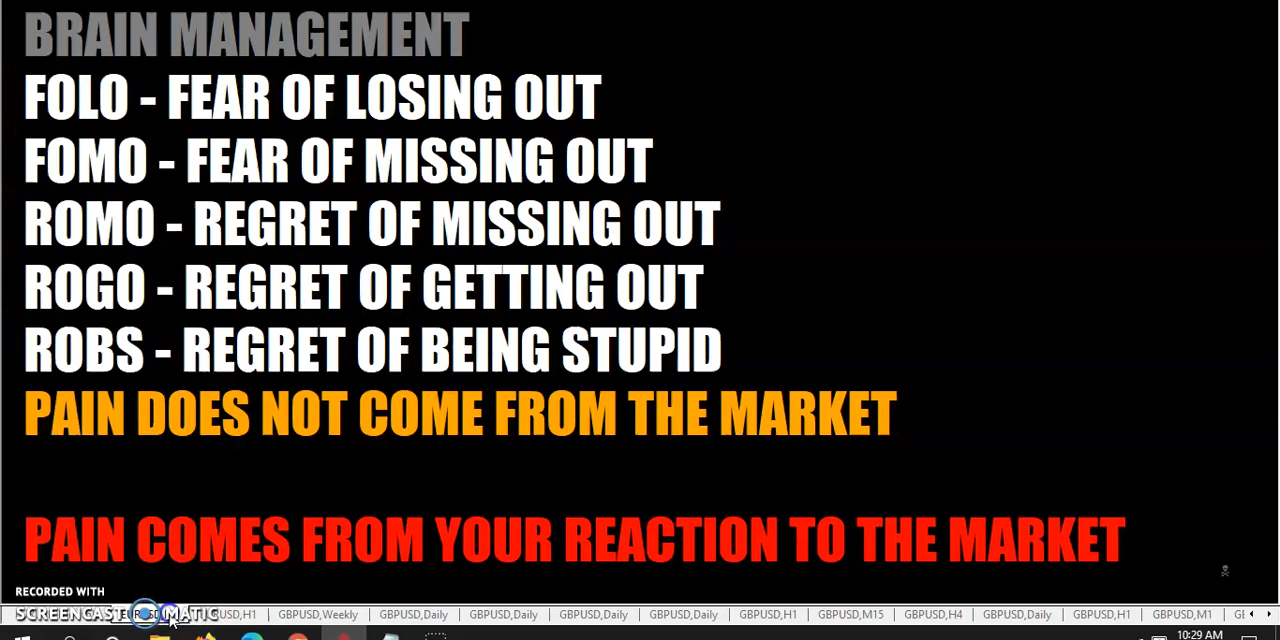 BRAIN MANAGEMENT
FOLO - FEAR OF LOSING OUT
FOMO - FEAR OF MISSING OUT
ROMO - REGRET OF MISSING OUT
ROGO - REGRET OF GETTING OUT
ROBS - REGRET OF BEING STUPID
PAIN DOES NOT COME FROM THE MARKET
PAIN COMES FROM YOUR REACTION TO THE MARKET
RECORDED WITH
SCREENCAST MATIC
GBPUSD,Weekly GBPUSD,Daily GBPUSD,Daily GBPUSD,Daily GBPUSD,Daily GBPUSD,H1 GBPUSD,M15 GBPUSD,H4 GBPUSD,Daily GBPUSD,H1 GBPUSD,M1
10:29 AM